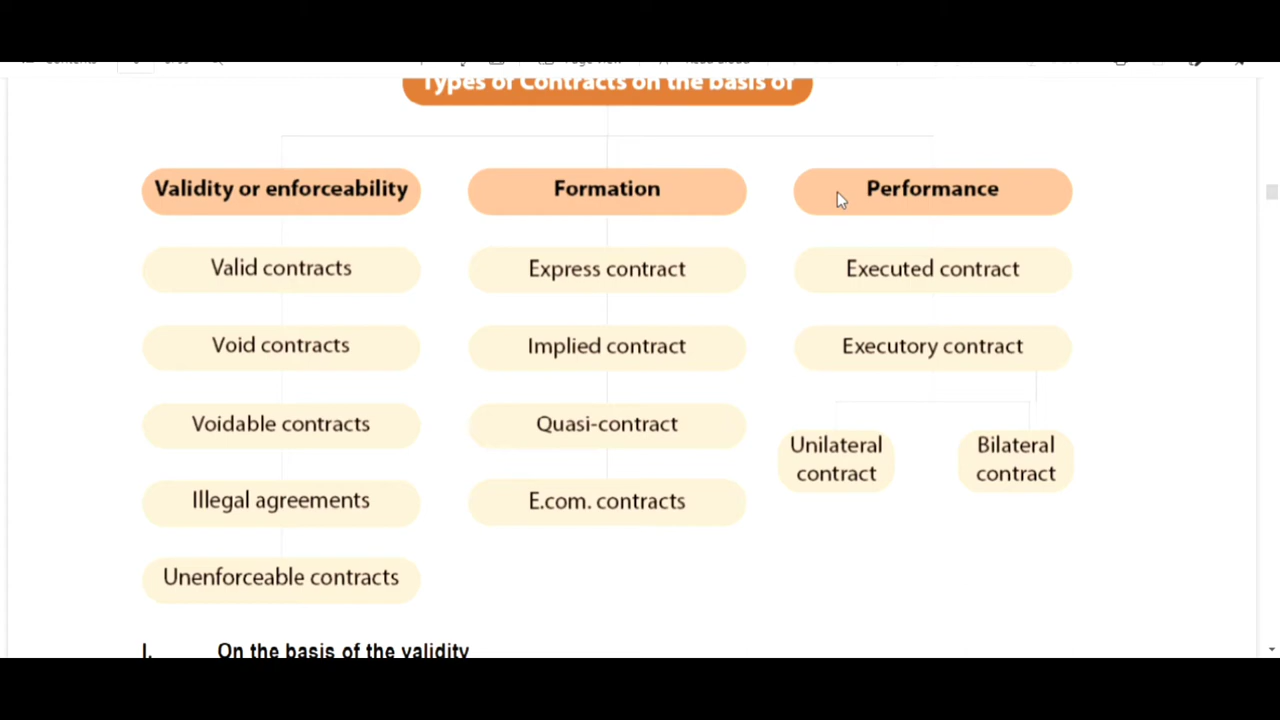 Types of Contracts on the basis of
Validity or enforceability
Valid contracts
Void contracts
Voidable contracts
Illegal agreements
Unenforceable contracts
Formation
Express contract
Implied contract
Quasi-contract
E.com. contracts
Performance
Executed contract
Executory contract
Unilateral
contract
Bilateral
contract
I. On the basis of the validity